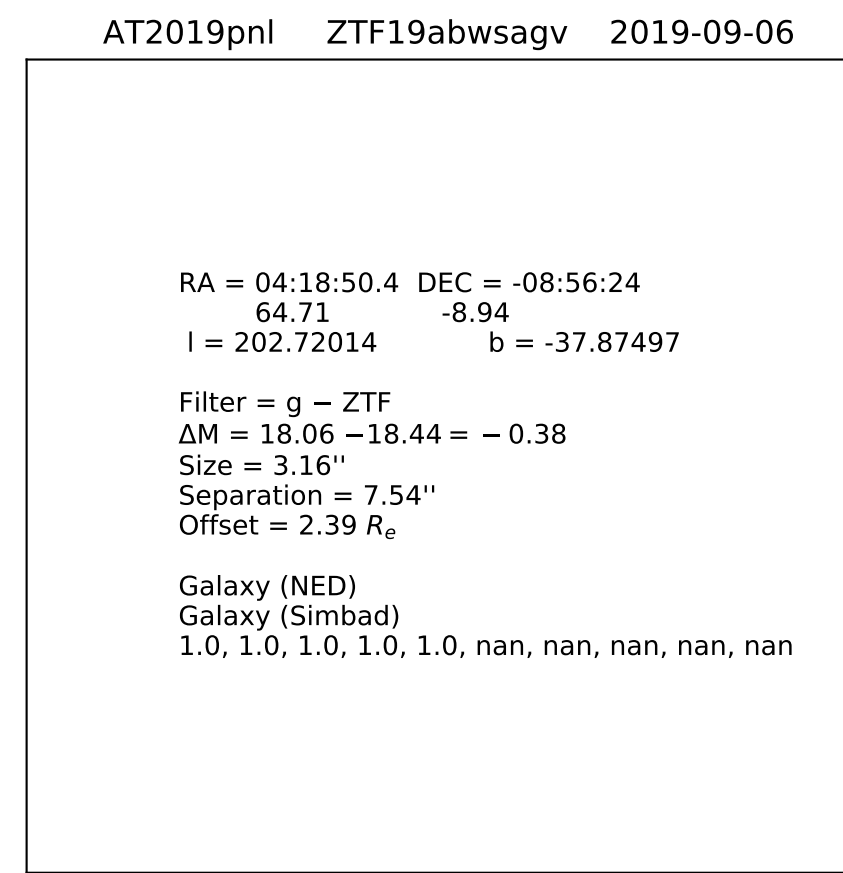 AT2019pnl ZTF19abwsagv 2019-09-06
RA = 04:18:50.4 DEC = -08:56:24
64.71 -8.94
l = 202.72014 b = -37.87497
Filter = g − ZTF
ΔM = 18.06 −18.44 = − 0.38
Size = 3.16''
Separation = 7.54''
Offset = 2.39 Rₑ
Galaxy (NED)
Galaxy (Simbad)
1.0, 1.0, 1.0, 1.0, 1.0, nan, nan, nan, nan, nan